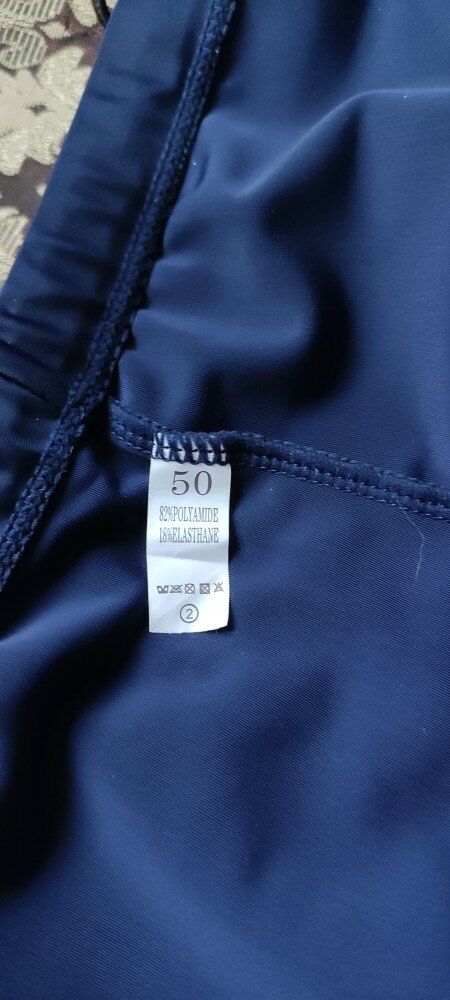 50
82%POLYAMIDE
18%ELASTHANE
②